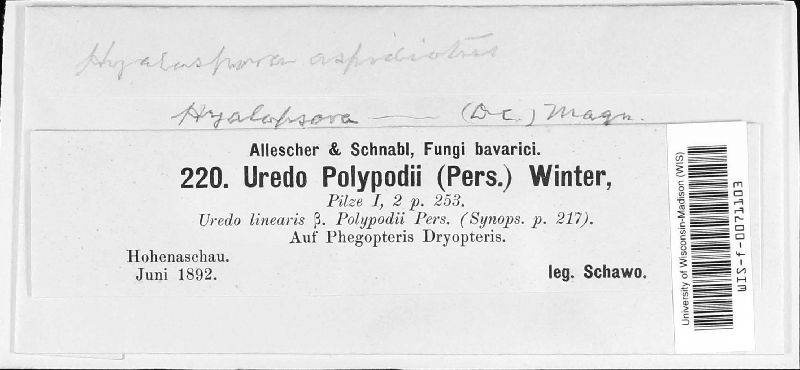 Hyalospora aspidiotus
Hyalopsora —— (Dc.) Magn.
Allescher & Schnabl, Fungi bavarici.
220. Uredo Polypodii (Pers.) Winter,
Pilze I, 2 p. 253.
Uredo linearis β. Polypodii Pers. (Synops. p. 217).
Auf Phegopteris Dryopteris.
Hohenaschau.
Juni 1892.
leg. Schawo.
University of Wisconsin-Madison (WIS)
WIS-f-0071103